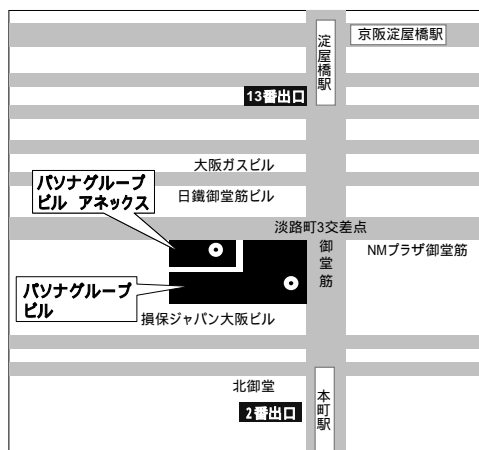 淀屋橋駅
京阪淀屋橋駅
13番出口
大阪ガスビル
パソナグループ
ビル アネックス
日鐵御堂筋ビル
淡路町3交差点
御堂筋
NMプラザ御堂筋
パソナグループ
ビル
損保ジャパン大阪ビル
北御堂
2番出口
本町駅